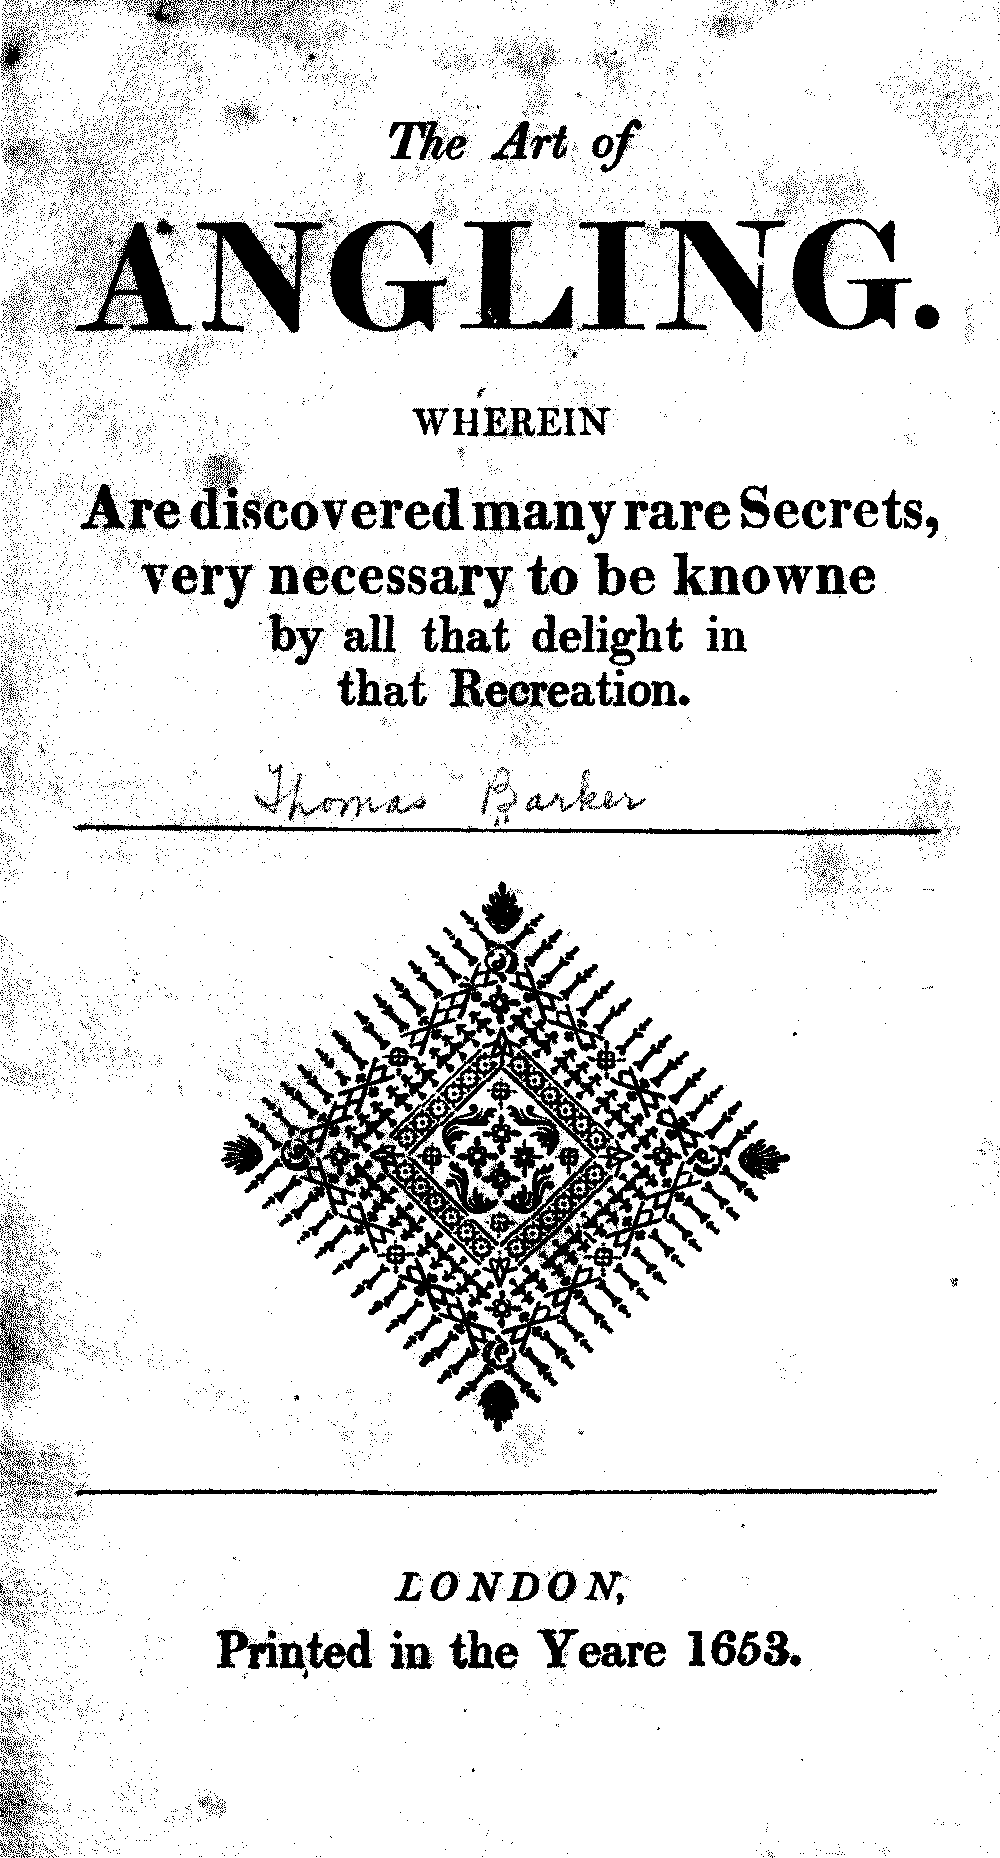 The Art of
ANGLING.
WHEREIN
Are discovered many rare Secrets,
very necessary to be knowne
by all that delight in
that Recreation.
Thomas Barker
LONDON,
Printed in the Yeare 1653.